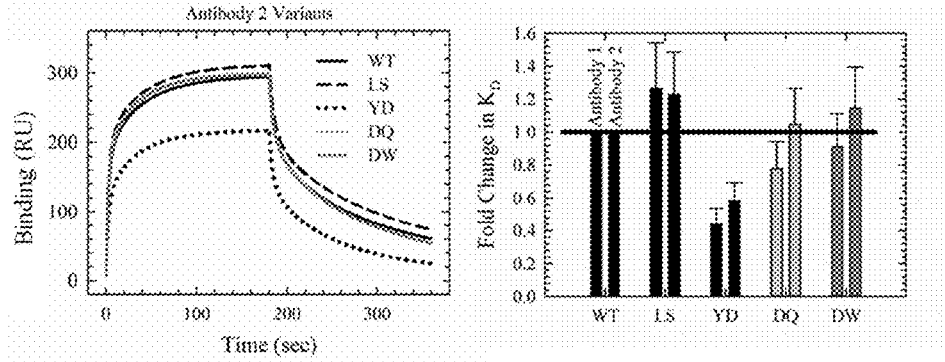 Antibody 2 Variants
Binding (RU)
300
200
100
0
0
100
200
300
Time (sec)
WT
LS
YD
DQ
DW
Fold Change in K_D
1.6
1.4
1.2
1.0
0.8
0.6
0.4
0.2
0.0
Antibody 1
Antibody 2
WT
LS
YD
DQ
DW